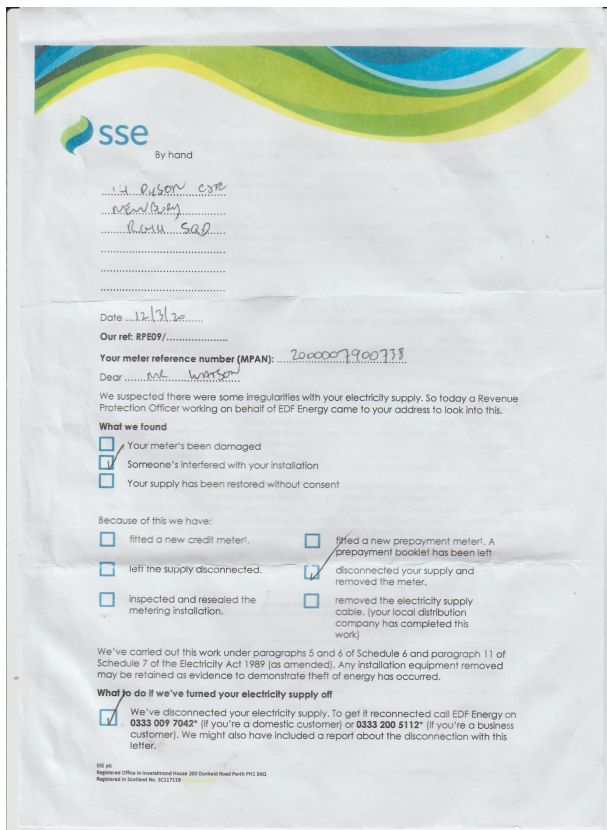 sse
By hand
14 DYSON
NEWBURY
RG14 5QD
Date ...12/3/20......
Our ref: RPE09/......................
Your meter reference number (MPAN): 2000007900738
Dear MR WATSON
We suspected there were some irregularities with your electricity supply. So today a Revenue
Protection Officer working on behalf of EDF Energy came to your address to look into this.
What we found
Your meter's been damaged
Someone's interfered with your installation
Your supply has been restored without consent
Because of this we have:
fitted a new credit meter¹.
fitted a new prepayment meter¹. A
prepayment booklet has been left
left the supply disconnected.
disconnected your supply and
removed the meter.
inspected and resealed the
metering installation.
removed the electricity supply
cable. (your local distribution
company has completed this
work)
We've carried out this work under paragraphs 5 and 6 of Schedule 6 and paragraph 11 of
Schedule 7 of the Electricity Act 1989 (as amended). Any installation equipment removed
may be retained as evidence to demonstrate theft of energy has occurred.
What to do if we've turned your electricity supply off
We've disconnected your electricity supply. To get it reconnected call EDF Energy on
0333 009 7042* (if you're a domestic customer) or 0333 200 5112* (if you're a business
customer). We might also have included a report about the disconnection with this
letter.
SSE plc
Registered Office in Inveralmond House 200 Dunkeld Road Perth PH1 3AQ
Registered in Scotland No. SC117119